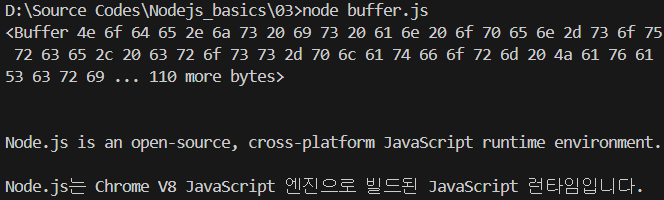 D:\Source Codes\Nodejs_basics\03>node buffer.js
<Buffer 4e 6f 64 65 2e 6a 73 20 69 73 20 61 6e 20 6f 70 65 6e 2d 73 6f 75
72 63 65 2c 20 63 72 6f 73 73 2d 70 6c 61 74 66 6f 72 6d 20 4a 61 76 61
53 63 72 69 ... 110 more bytes>
Node.js is an open-source, cross-platform JavaScript runtime environment.
Node.js는 Chrome V8 JavaScript 엔진으로 빌드된 JavaScript 런타임입니다.